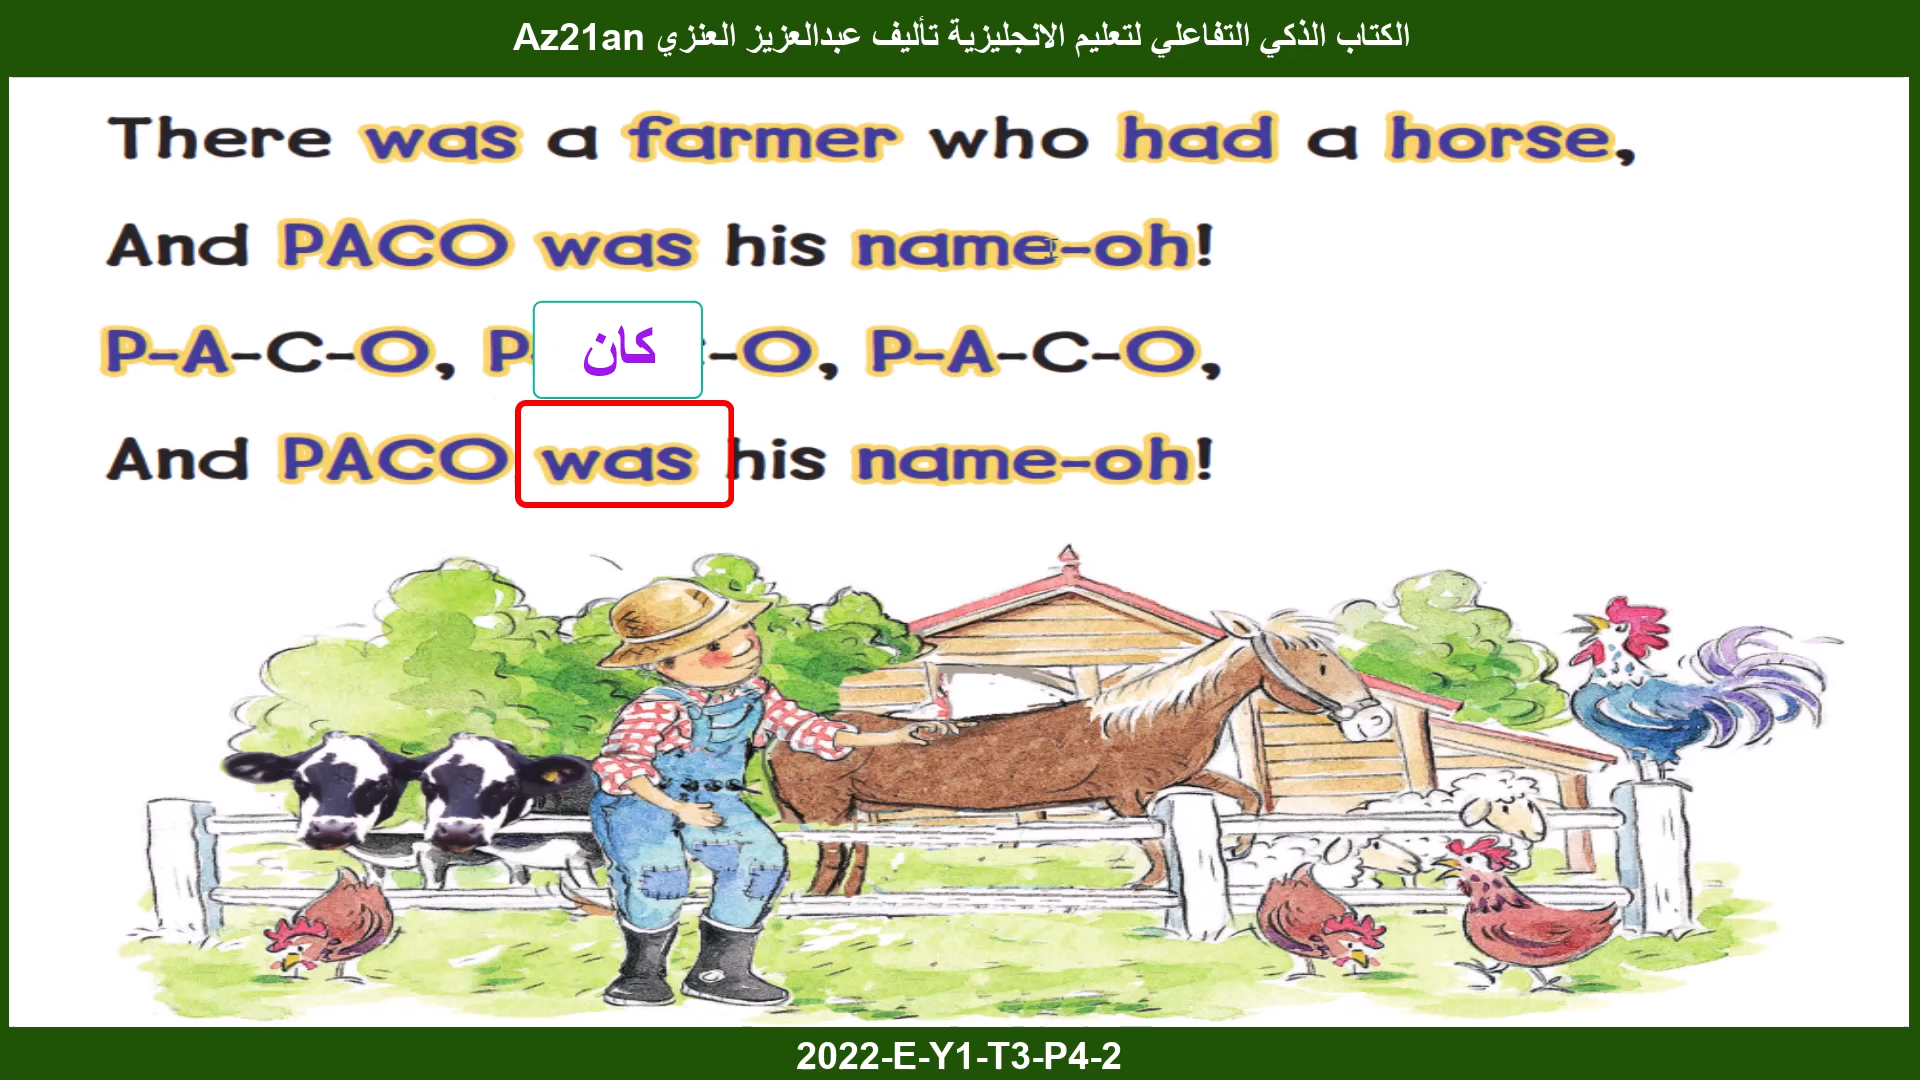 الكتاب الذكي التفاعلي لتعليم الانجليزية تأليف عبدالعزيز العنزي Az21an
There was a farmer who had a horse,
And PACO was his name-oh!
P-A-C-O, P- -O, P-A-C-O,
كان
And PACO was his name-oh!
2022-E-Y1-T3-P4-2